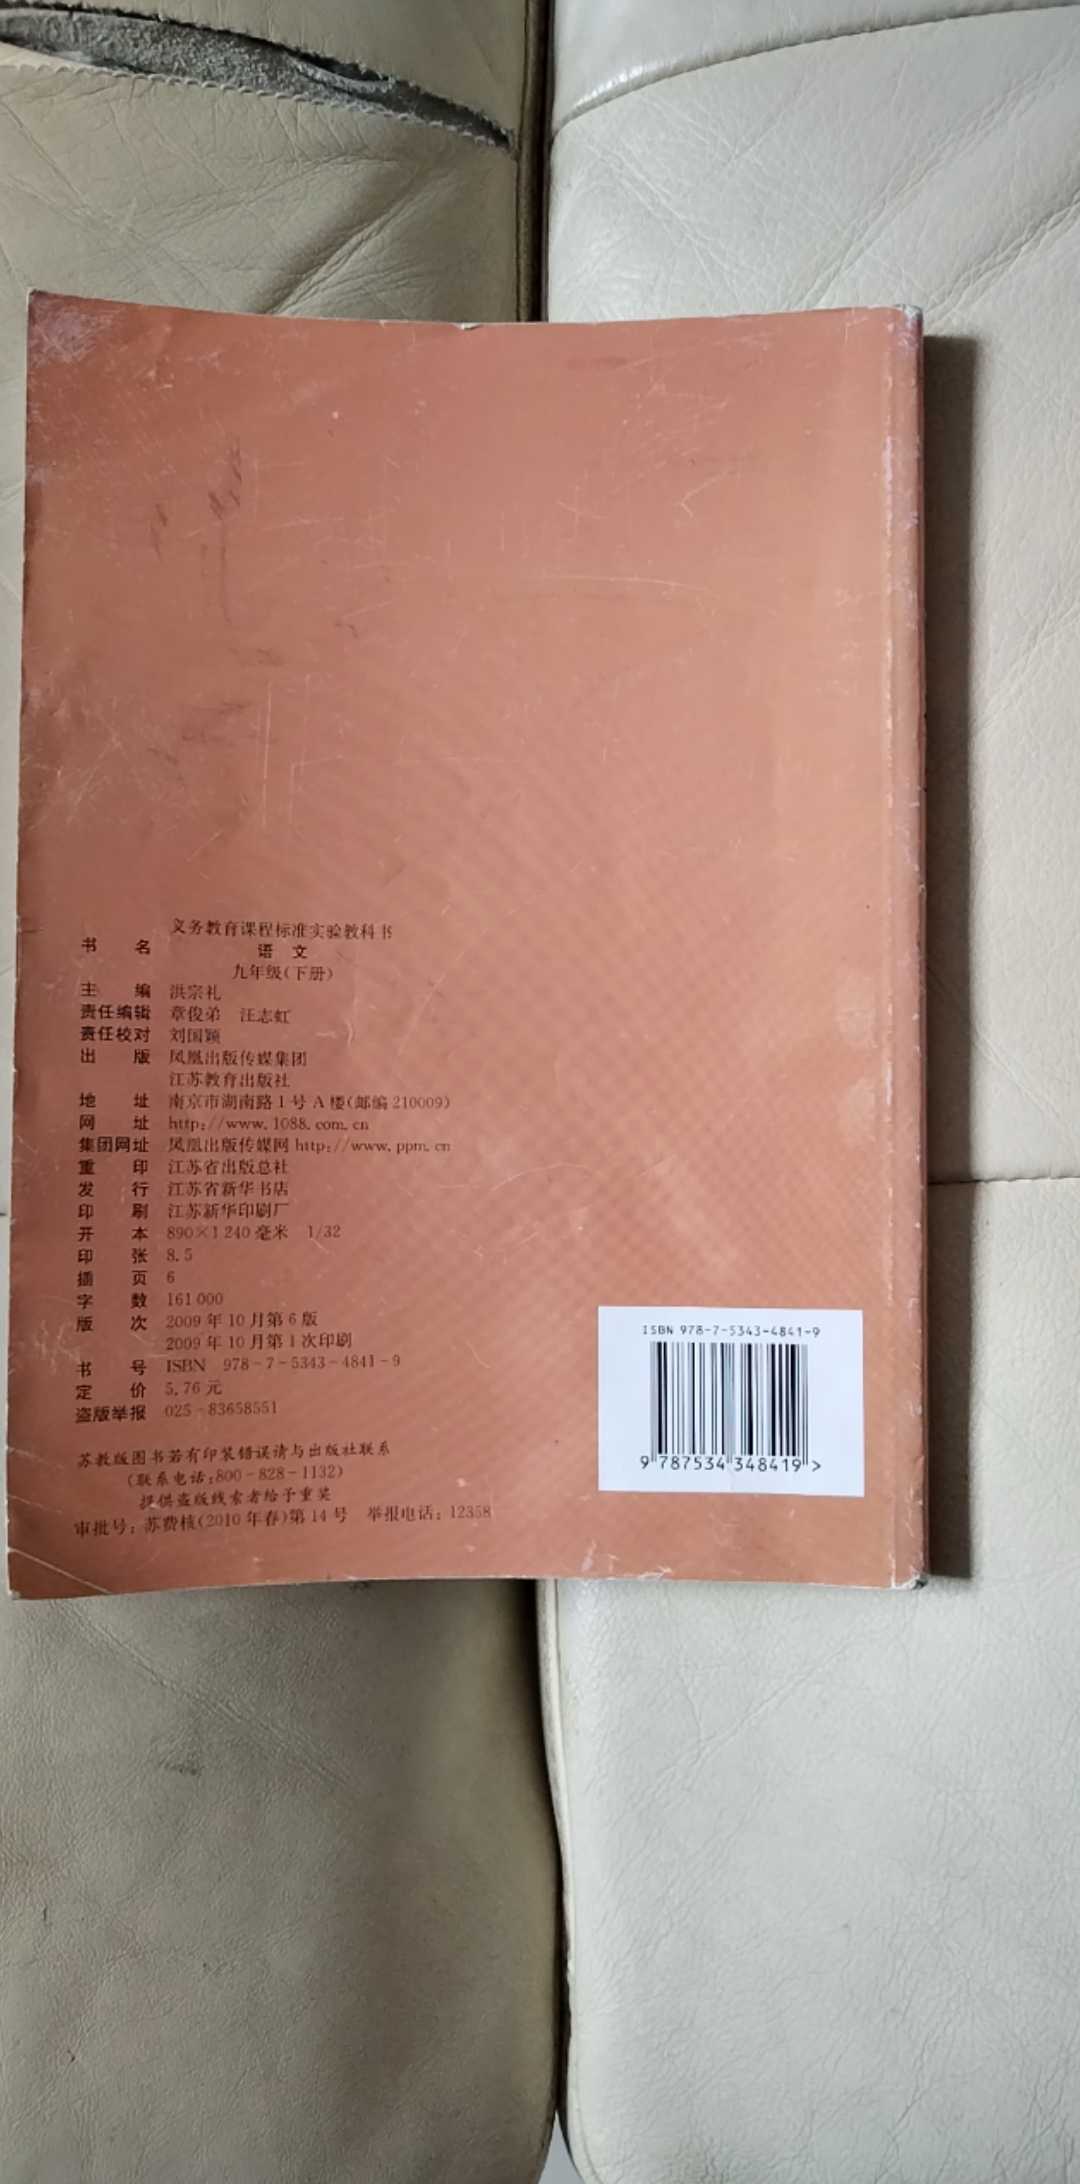 义务教育课程标准实验教科书
书 名 语 文
九年级(下册)
主 编 洪宗礼
责任编辑 章俊弟 汪志虹
责任校对 刘国颖
出 版 凤凰出版传媒集团
江苏教育出版社
地 址 南京市湖南路1号A楼(邮编210009)
网 址 http://www.1088.com.cn
集团网址 凤凰出版传媒网http://www.ppm.cn
重 印 江苏省出版总社
发 行 江苏省新华书店
印 刷 江苏新华印刷厂
开 本 890×1240毫米 1/32
印 张 8.5
插 页 6
字 数 161000
版 次 2009年10月第6版
2009年10月第1次印刷
书 号 ISBN 978-7-5343-4841-9
定 价 5.76元
盗版举报 025-83658551
苏教版图书若有印装错误请与出版社联系
(联系电话:800-828-1132)
提供盗版线索者给予重奖
审批号:苏费核(2010年春)第14号 举报电话:12358
ISBN 978-7-5343-4841-9
9 787534 348419 >